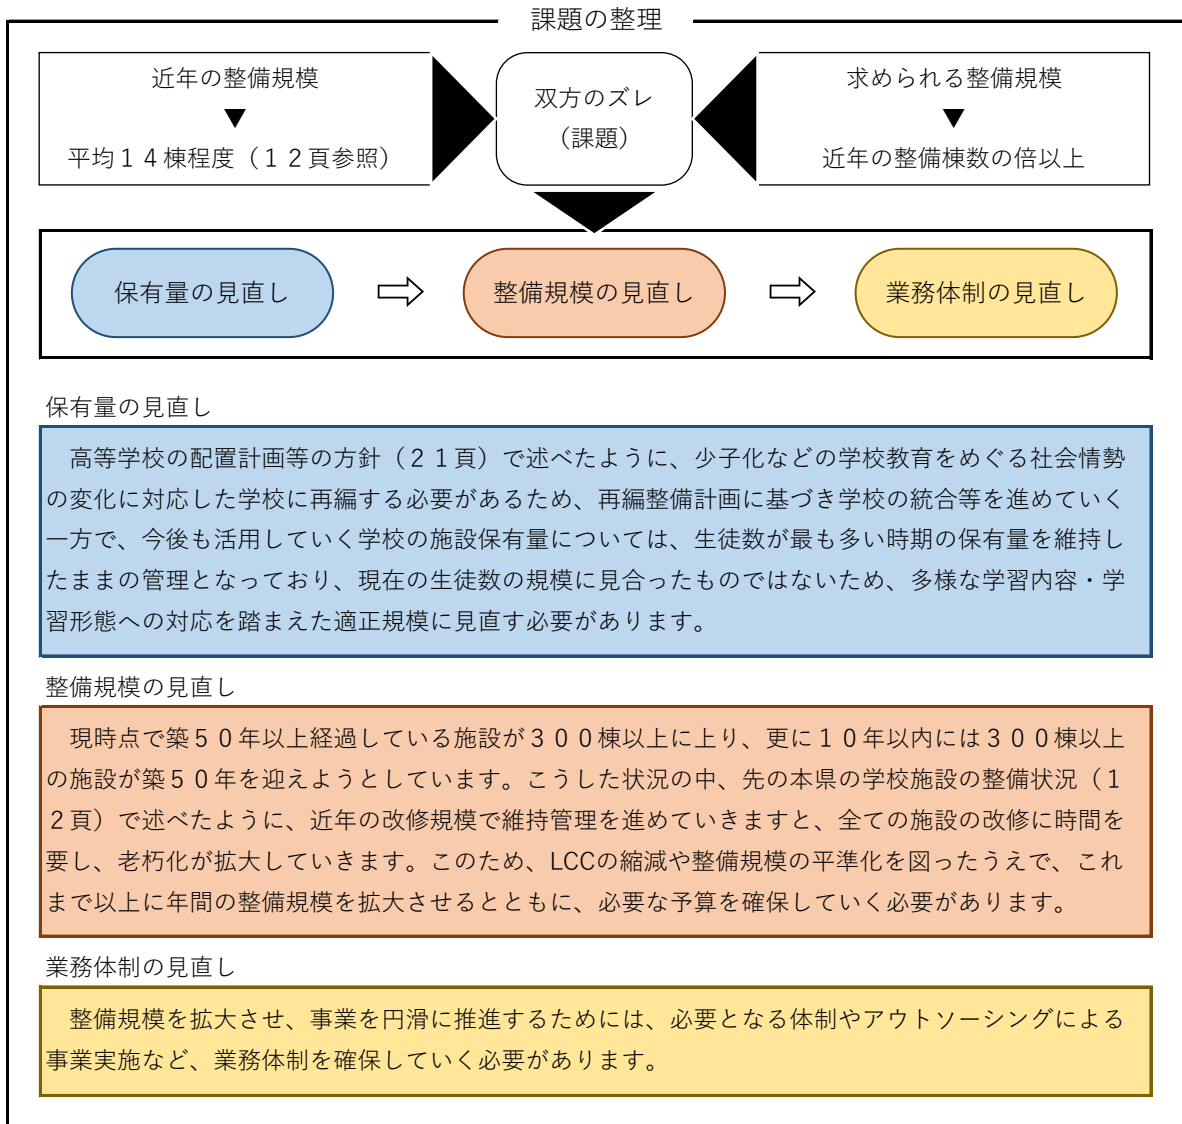 課題の整理
近年の整備規模
▼
平均１４棟程度（１２頁参照）
双方のズレ
（課題）
求められる整備規模
▼
近年の整備棟数の倍以上
保有量の見直し
整備規模の見直し
業務体制の見直し
保有量の見直し
高等学校の配置計画等の方針（２１頁）で述べたように、少子化などの学校教育をめぐる社会情勢
の変化に対応した学校に再編する必要があるため、再編整備計画に基づき学校の統合等を進めていく
一方で、今後も活用していく学校の施設保有量については、生徒数が最も多い時期の保有量を維持し
たままの管理となっており、現在の生徒数の規模に見合ったものではないため、多様な学習内容・学
習形態への対応を踏まえた適正規模に見直す必要があります。
整備規模の見直し
現時点で築５０年以上経過している施設が３００棟以上に上り、更に１０年以内には３００棟以上
の施設が築５０年を迎えようとしています。こうした状況の中、先の本県の学校施設の整備状況（１
２頁）で述べたように、近年の改修規模で維持管理を進めていきますと、全ての施設の改修に時間を
要し、老朽化が拡大していきます。このため、LCCの縮減や整備規模の平準化を図ったうえで、これ
まで以上に年間の整備規模を拡大させるとともに、必要な予算を確保していく必要があります。
業務体制の見直し
整備規模を拡大させ、事業を円滑に推進するためには、必要となる体制やアウトソーシングによる
事業実施など、業務体制を確保していく必要があります。